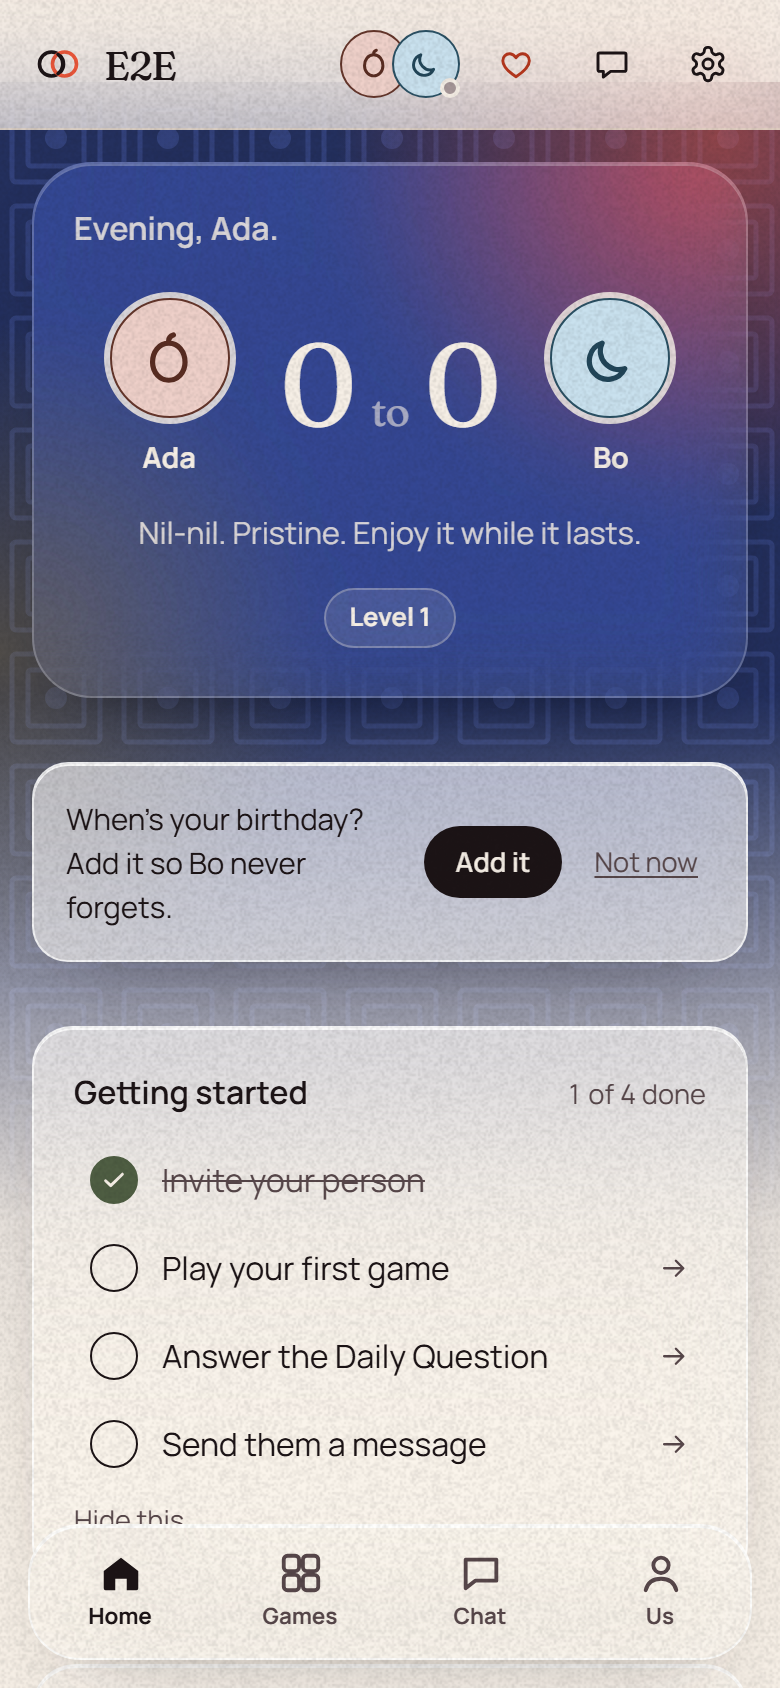 E2E
Evening, Ada.
0 to 0
Ada
Bo
Nil-nil. Pristine. Enjoy it while it lasts.
Level 1
When’s your birthday?
Add it so Bo never
forgets.
Add it
Not now
Getting started
1 of 4 done
Invite your person
Play your first game
Answer the Daily Question
Send them a message
Hide this
Home
Games
Chat
Us